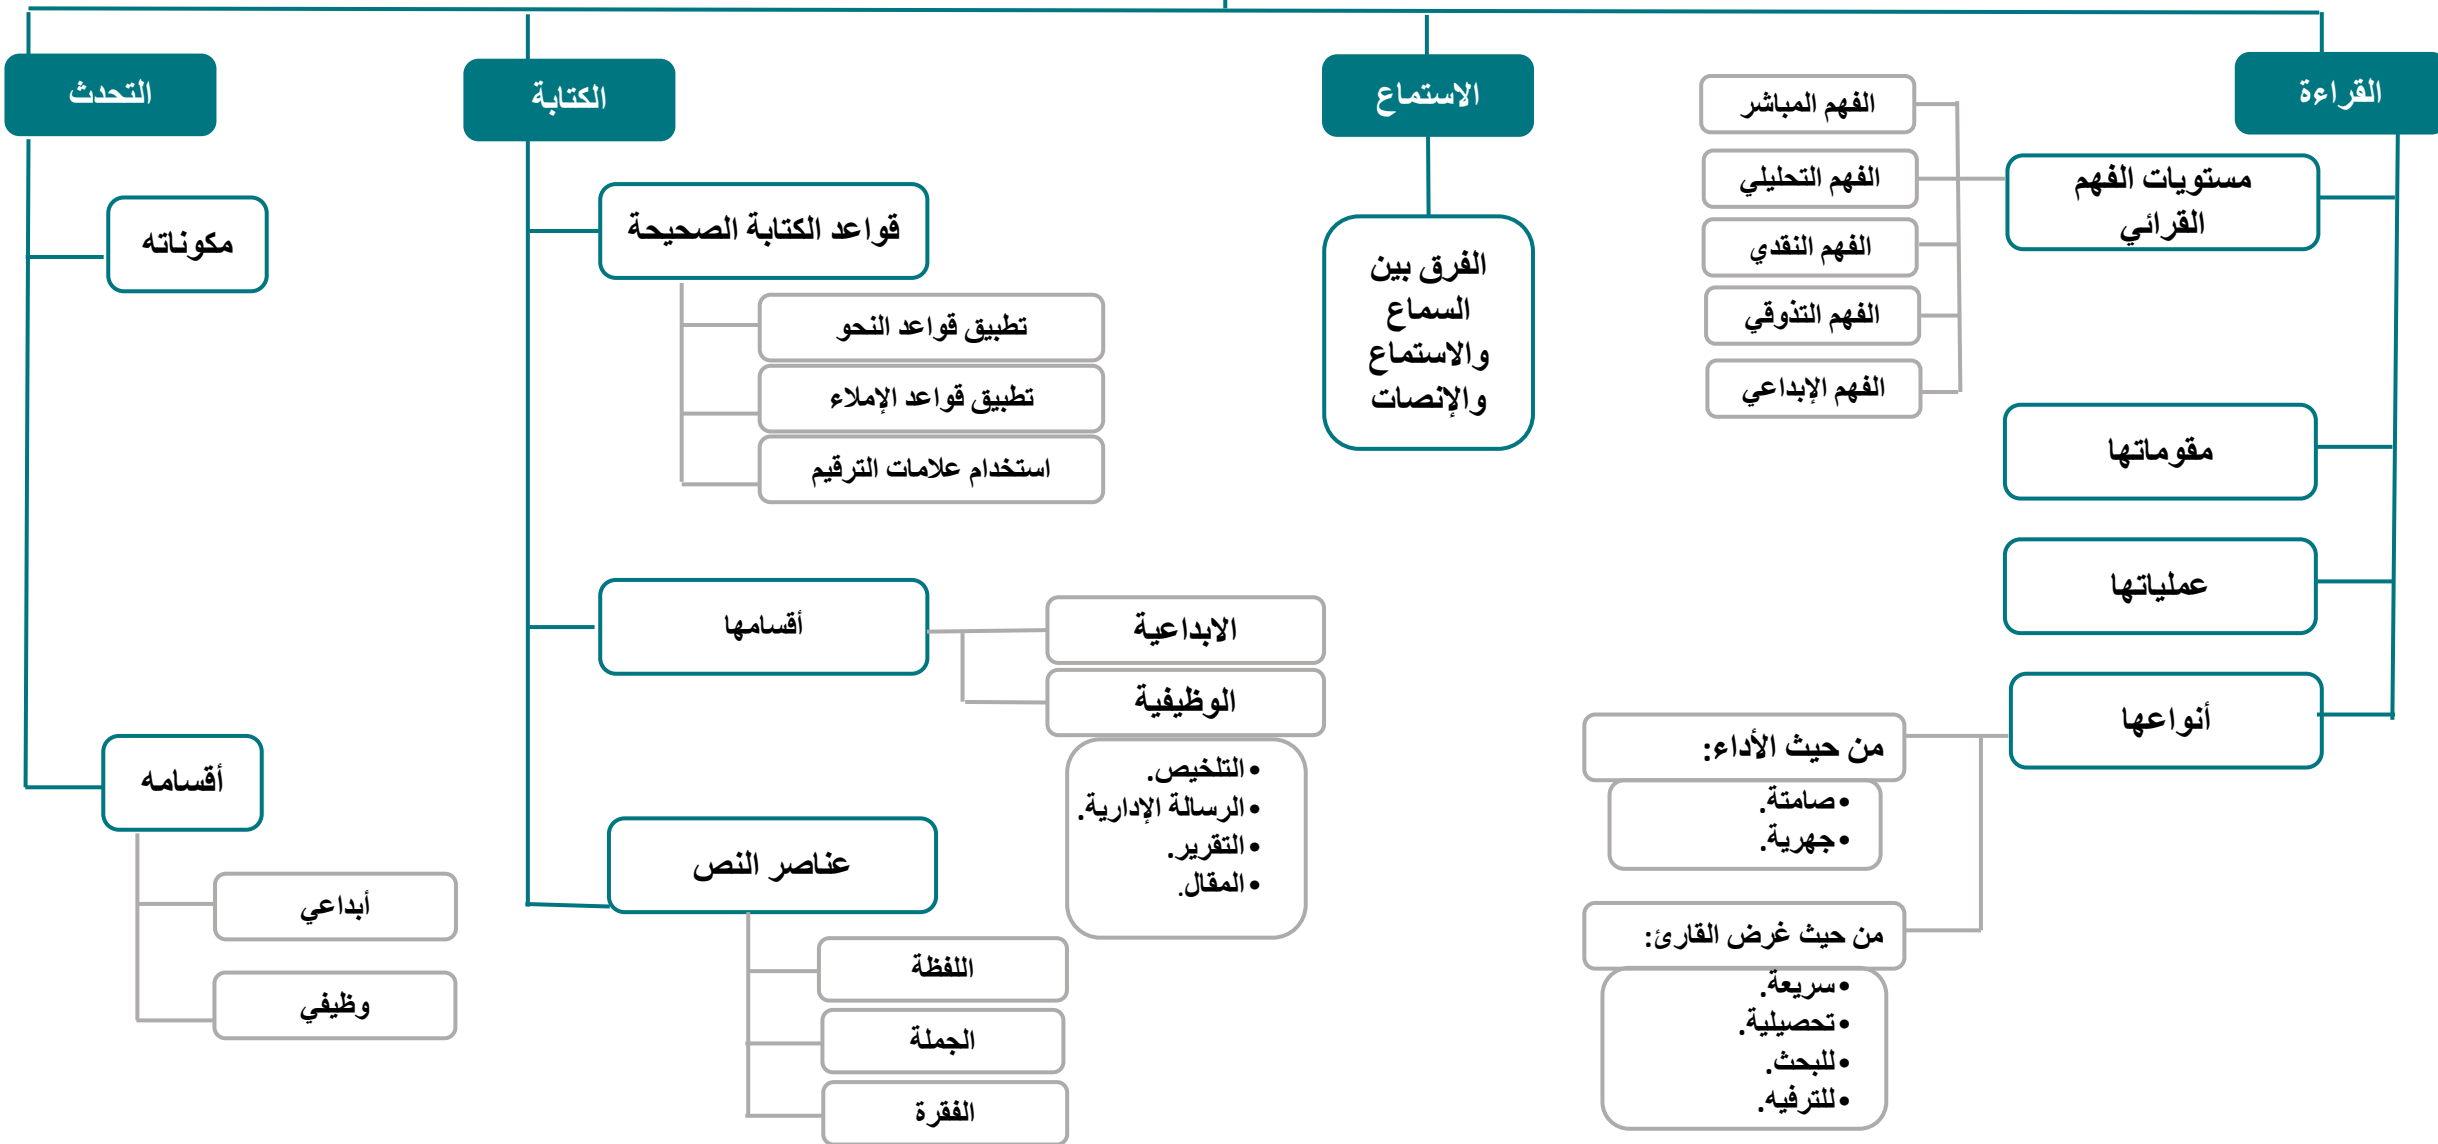 القراءة
مستويات الفهم
القرائي
الفهم المباشر
الفهم التحليلي
الفهم النقدي
الفهم التذوقي
الفهم الإبداعي
مقوماتها
عملياتها
أنواعها
من حيث الأداء:
•صامتة.
•جهرية.
من حيث غرض القارئ:
•سريعة.
•تحصيلية.
•للبحث.
•للترفيه.
الاستماع
الفرق بين
السماع
والاستماع
والإنصات
الكتابة
قواعد الكتابة الصحيحة
تطبيق قواعد النحو
تطبيق قواعد الإملاء
استخدام علامات الترقيم
أقسامها
الابداعية
الوظيفية
•التلخيص.
•الرسالة الإدارية.
•التقرير.
•المقال.
عناصر النص
اللفظة
الجملة
الفقرة
التحدث
مكوناته
أقسامه
أبداعي
وظيفي